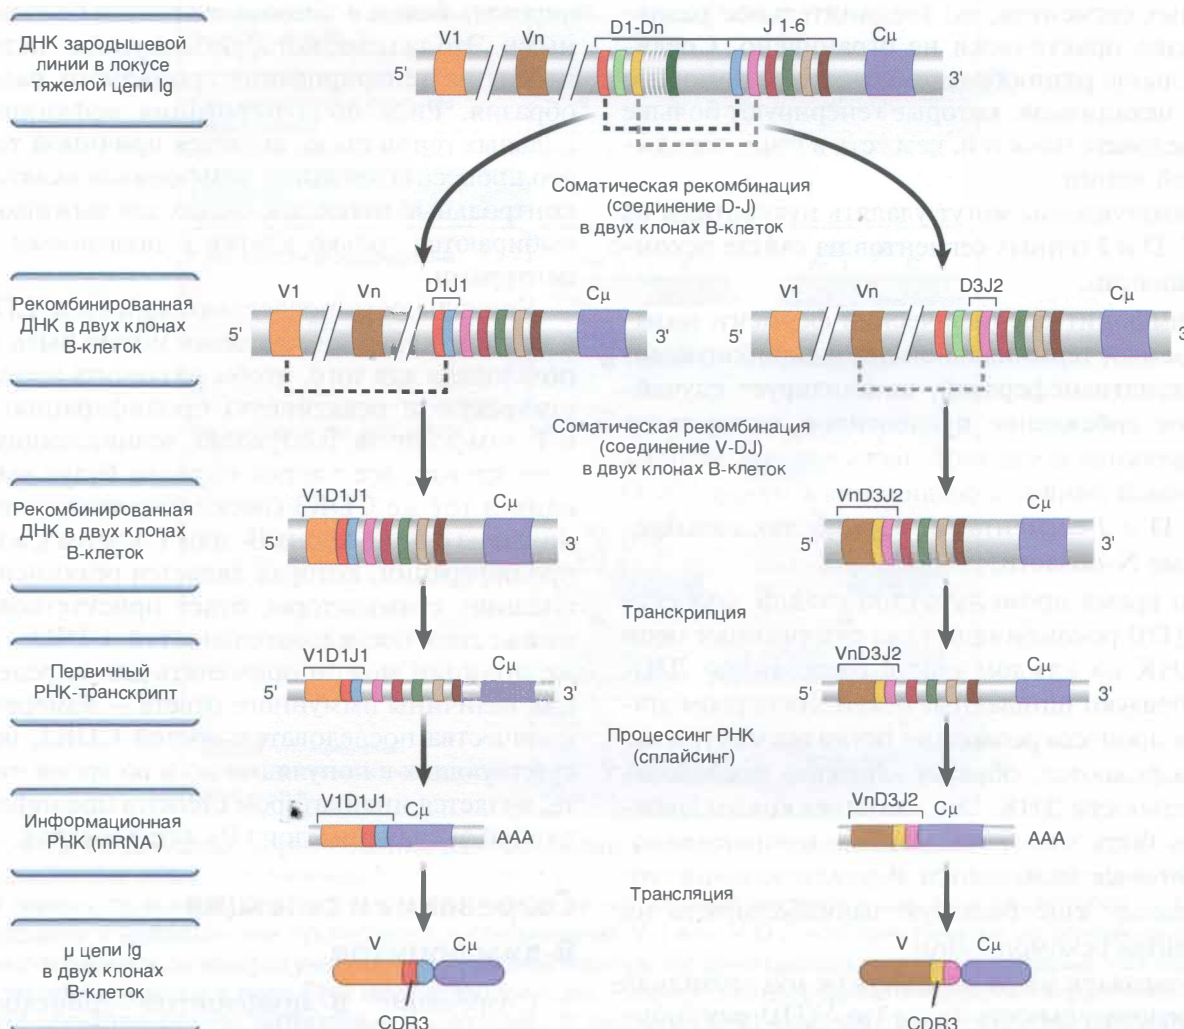 ДНК зародышевой
линии в локусе
тяжелой цепи Ig
V1 Vn D1-Dn J 1-6 Cμ
5' 3'
Соматическая рекомбинация
(соединение D-J)
в двух клонах В-клеток
Рекомбинированная
ДНК в двух клонах
В-клеток
V1 Vn D1J1 Cμ
5' 3'
V1 Vn D3J2 Cμ
5' 3'
Соматическая рекомбинация
(соединение V-DJ)
в двух клонах В-клеток
Рекомбинированная
ДНК в двух клонах
В-клеток
V1D1J1 Cμ
5' 3'
VnD3J2 Cμ
5' 3'
Транскрипция
Первичный
РНК-транскрипт
V1D1J1 Cμ
5' 3'
VnD3J2 Cμ
5' 3'
Процессинг РНК
(сплайсинг)
Информационная
РНК (mRNA )
V1D1J1 Cμ
AAA
VnD3J2 Cμ
AAA
Трансляция
μ цепи Ig
в двух клонах
В-клеток
V Cμ
CDR3
V Cμ
CDR3